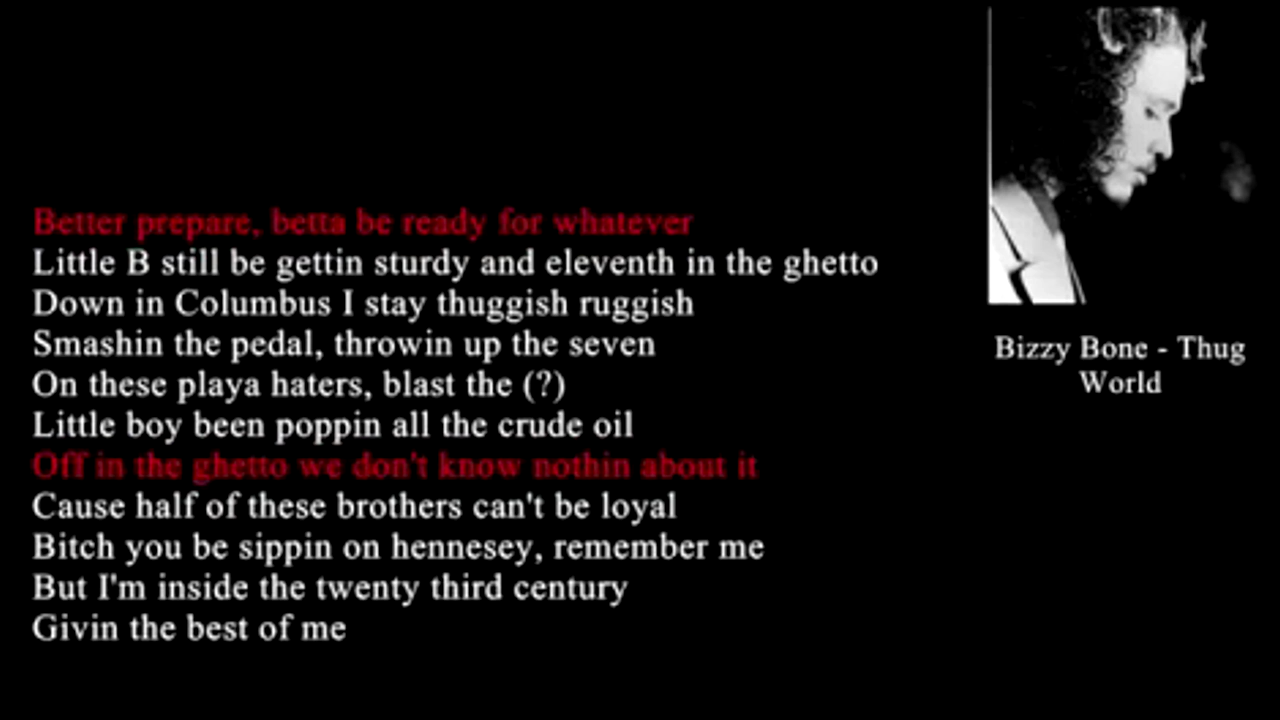 Better prepare, betta be ready for whatever
Little B still be gettin sturdy and eleventh in the ghetto
Down in Columbus I stay thuggish ruggish
Smashin the pedal, throwin up the seven
On these playa haters, blast the (?)
Little boy been poppin all the crude oil
Off in the ghetto we don't know nothin about it
Cause half of these brothers can't be loyal
Bitch you be sippin on hennesey, remember me
But I'm inside the twenty third century
Givin the best of me
Bizzy Bone - Thug
World